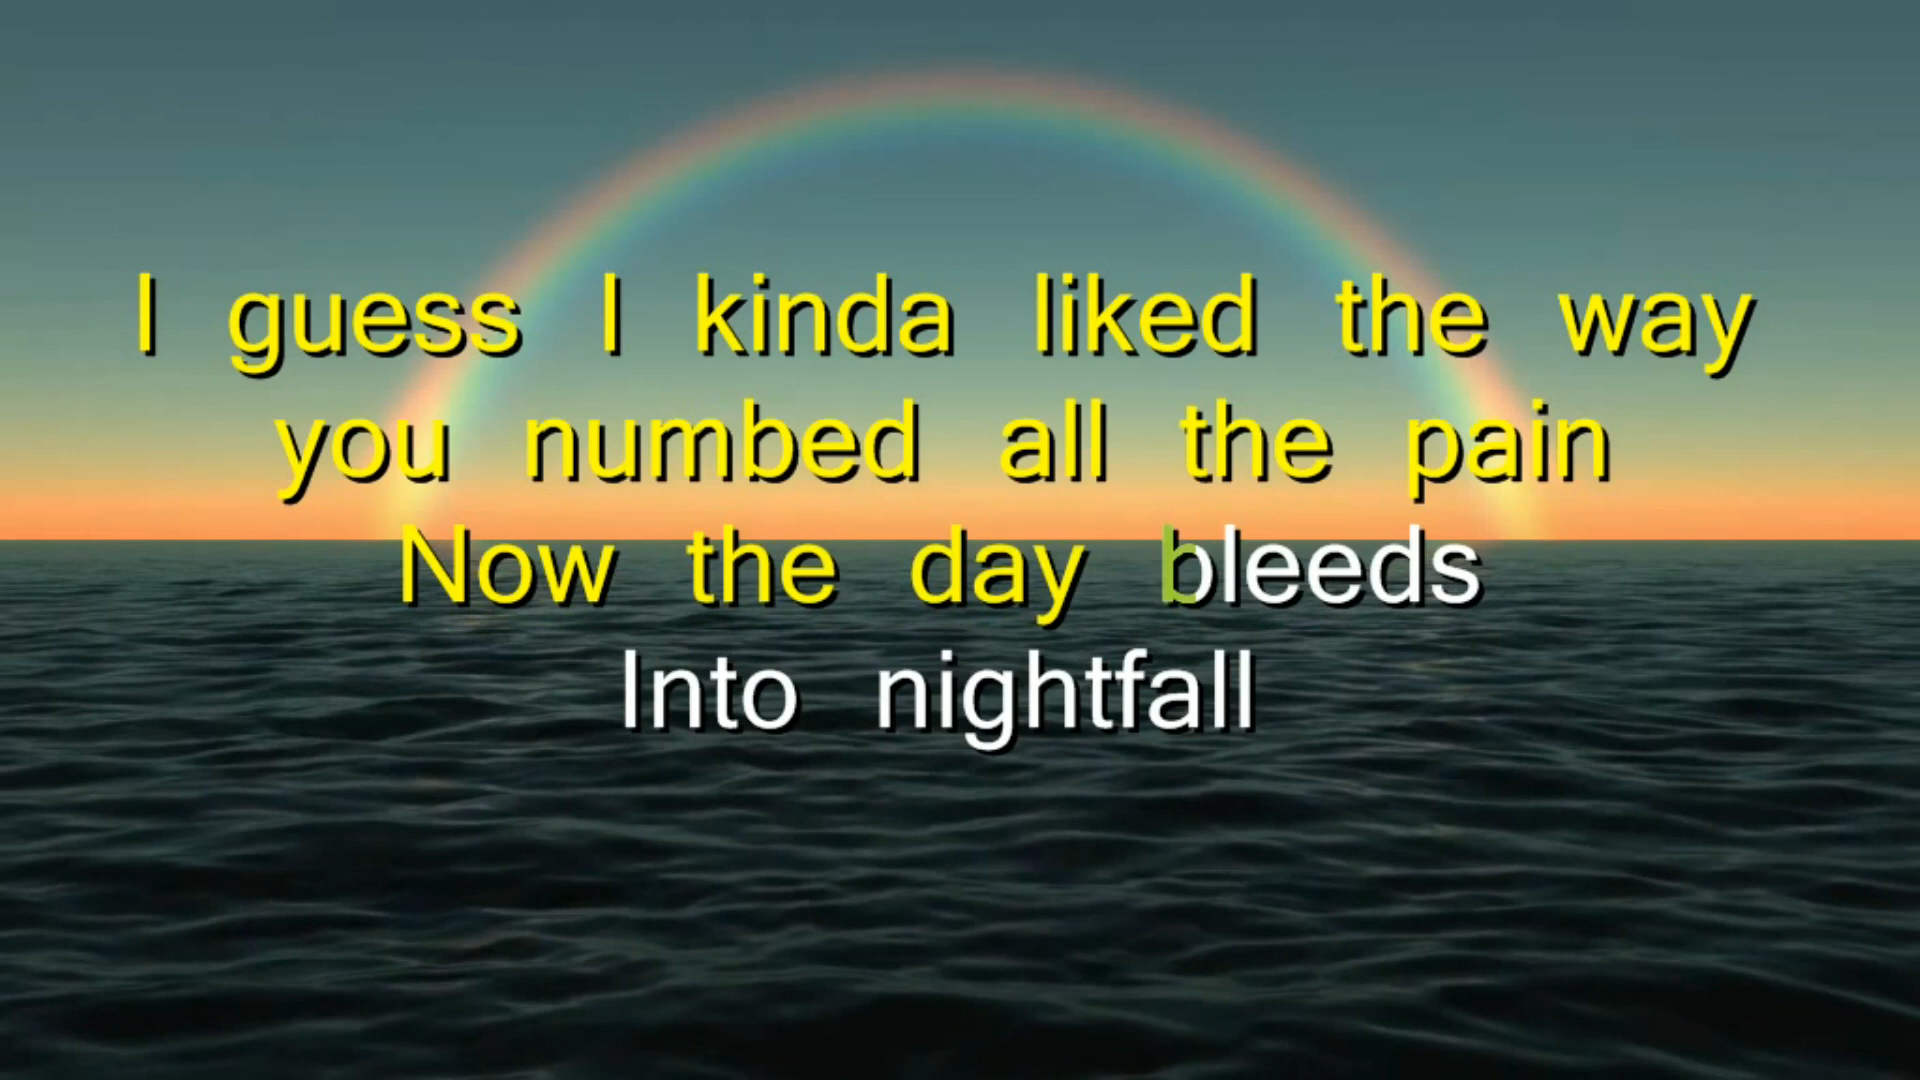 I guess I kinda liked the way
you numbed all the pain
Now the day bleeds
Into nightfall